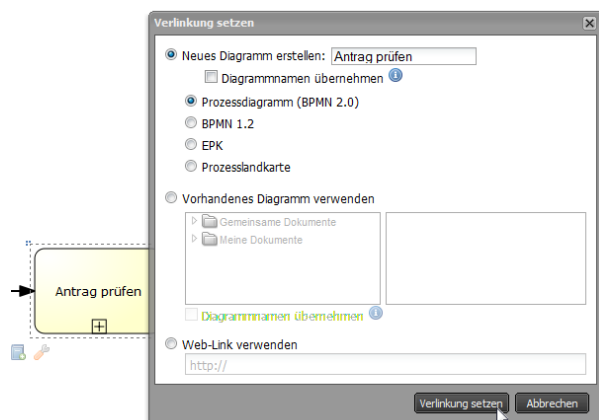 Verlinkung setzen
Neues Diagramm erstellen: Antrag prüfen
Diagrammnamen übernehmen
Prozessdiagramm (BPMN 2.0)
BPMN 1.2
EPK
Prozesslandkarte
Vorhandenes Diagramm verwenden
Gemeinsame Dokumente
Meine Dokumente
Antrag prüfen
Diagrammnamen übernehmen
Web-Link verwenden
http://
Verlinkung setzen Abbrechen